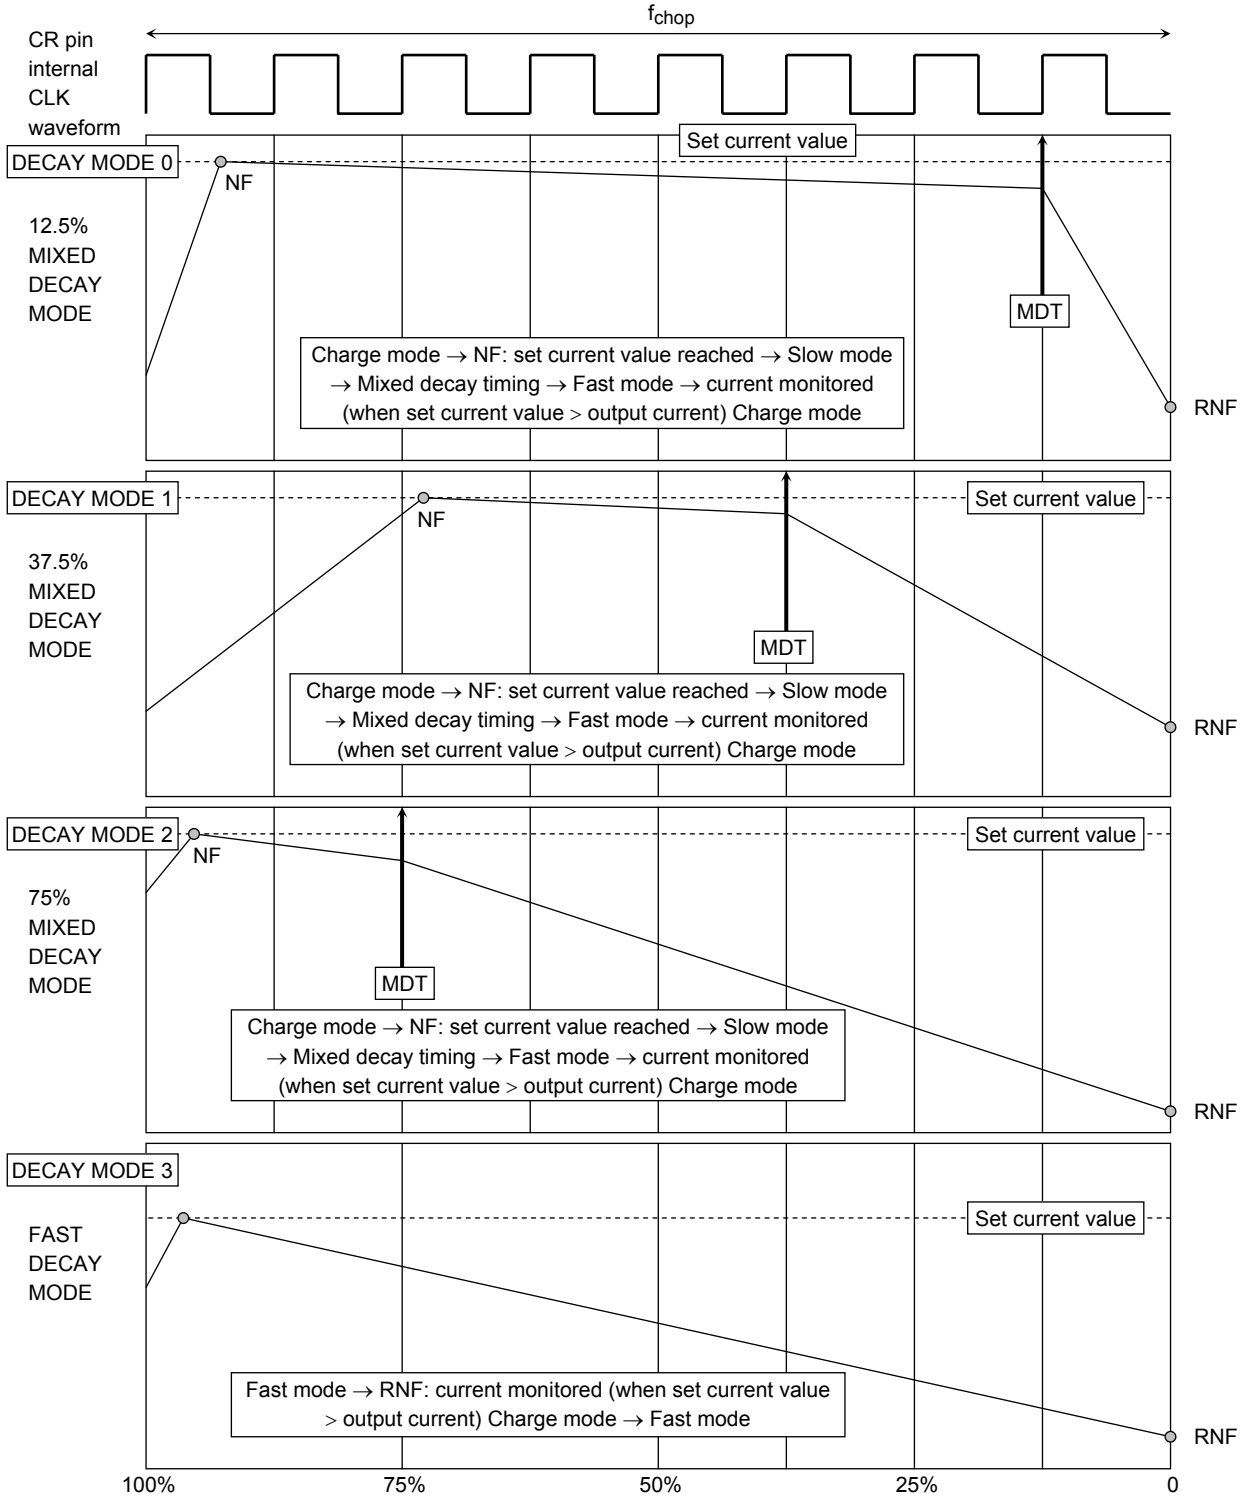 fchop
CR pin
internal
CLK
waveform
Set current value
DECAY MODE 0
NF
12.5%
MIXED
DECAY
MODE
MDT
Charge mode → NF: set current value reached → Slow mode
→ Mixed decay timing → Fast mode → current monitored
(when set current value > output current) Charge mode
RNF
DECAY MODE 1
Set current value
NF
37.5%
MIXED
DECAY
MODE
MDT
Charge mode → NF: set current value reached → Slow mode
→ Mixed decay timing → Fast mode → current monitored
(when set current value > output current) Charge mode
RNF
DECAY MODE 2
Set current value
NF
75%
MIXED
DECAY
MODE
MDT
Charge mode → NF: set current value reached → Slow mode
→ Mixed decay timing → Fast mode → current monitored
(when set current value > output current) Charge mode
RNF
DECAY MODE 3
Set current value
FAST
DECAY
MODE
Fast mode → RNF: current monitored (when set current value
> output current) Charge mode → Fast mode
RNF
100% 75% 50% 25% 0